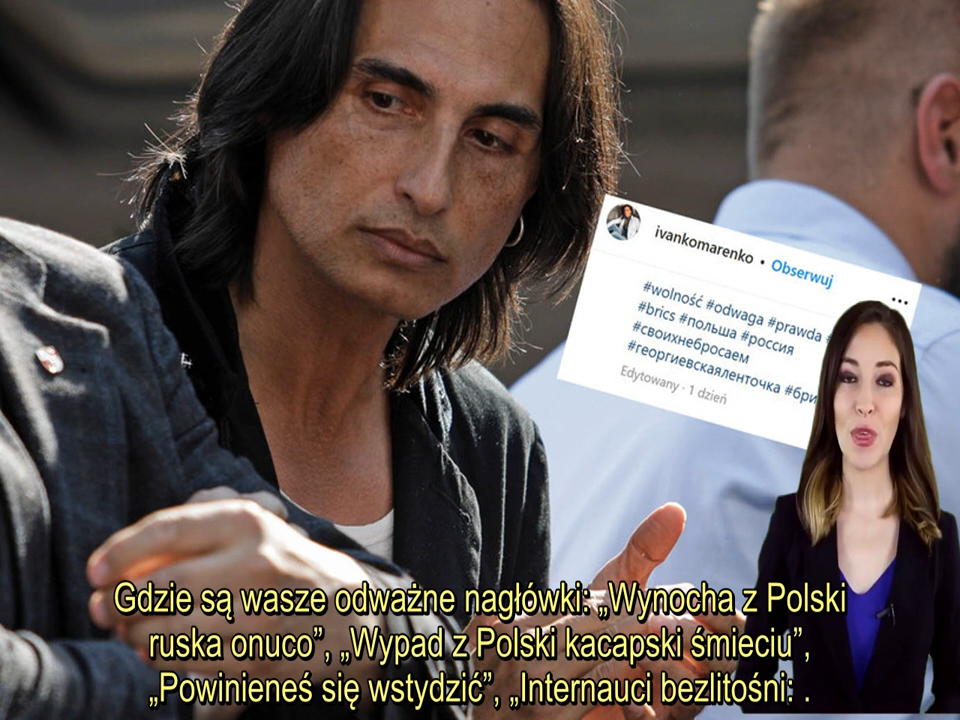 ivankomarenko • Obserwuj
...
#wolność #odwaga #prawda #
#brics #польша #россия
#своихнебросаем
#георгиевскаяленточка #бри
Edytowany · 1 dzień
Gdzie są wasze odważne nagłówki: „Wynocha z Polski
ruska onuco”, „Wypad z Polski kacapski śmieciu”,
„Powinieneś się wstydzić”, „Internauci bezlitośni: .